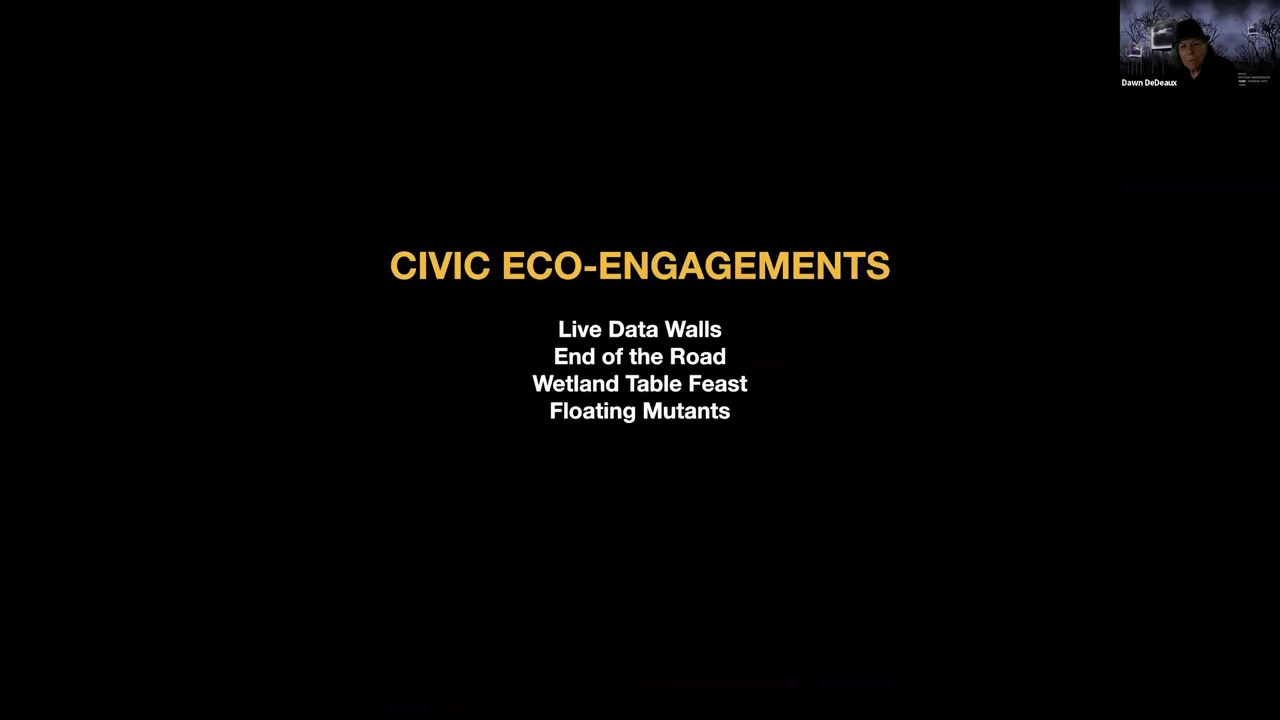 CIVIC ECO-ENGAGEMENTS
Live Data Walls
End of the Road
Wetland Table Feast
Floating Mutants
Dawn DeDeaux